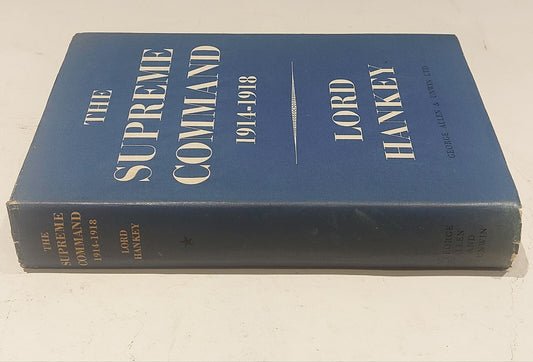 THE
SUPREME
COMMAND
1914-1918
LORD
HANKEY
GEORGE ALLEN & UNWIN LTD
THE
SUPREME
COMMAND
1914-1918
LORD
HANKEY
GEORGE
ALLEN
AND
UNWIN